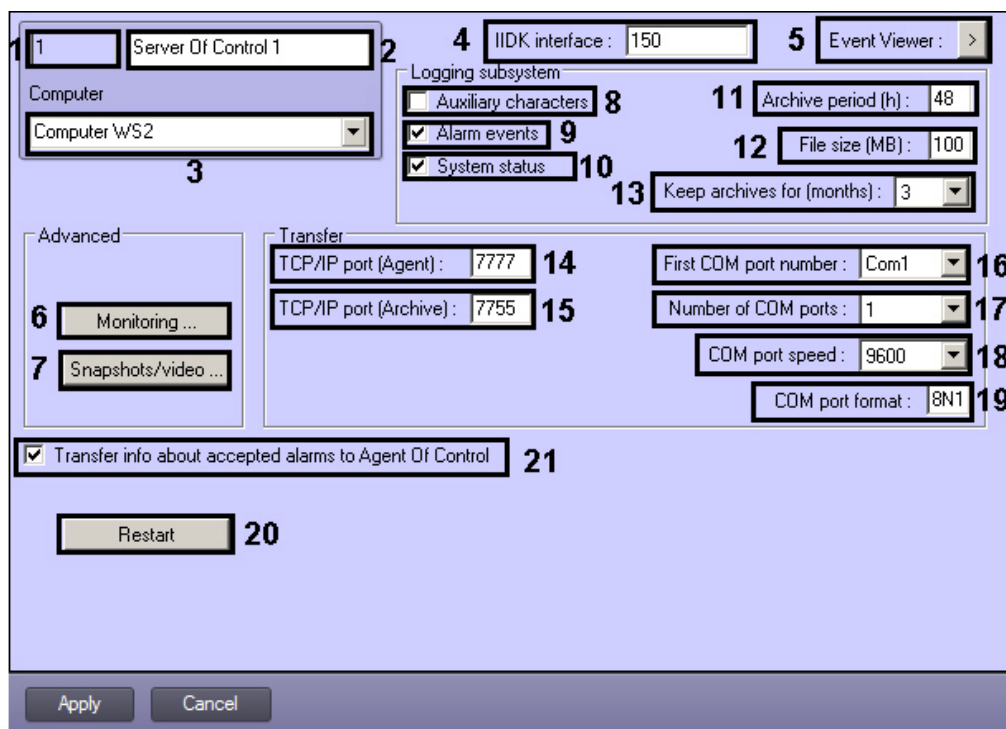 1 1 Server Of Control 1 2
Computer
Computer WS2
3
4 IIDK interface : 150
5 Event Viewer : >
Logging subsystem
Auxiliary characters 8
Alarm events 9
System status 10
11 Archive period (h) : 48
12 File size (MB) : 100
13 Keep archives for (months) : 3
Advanced
6 Monitoring ...
7 Snapshots/video ...
Transfer
TCP/IP port (Agent) : 7777 14
TCP/IP port (Archive) : 7755 15
First COM port number : Com1 16
Number of COM ports : 1 17
COM port speed : 9600 18
COM port format : 8N1 19
Transfer info about accepted alarms to Agent Of Control 21
Restart 20
Apply Cancel